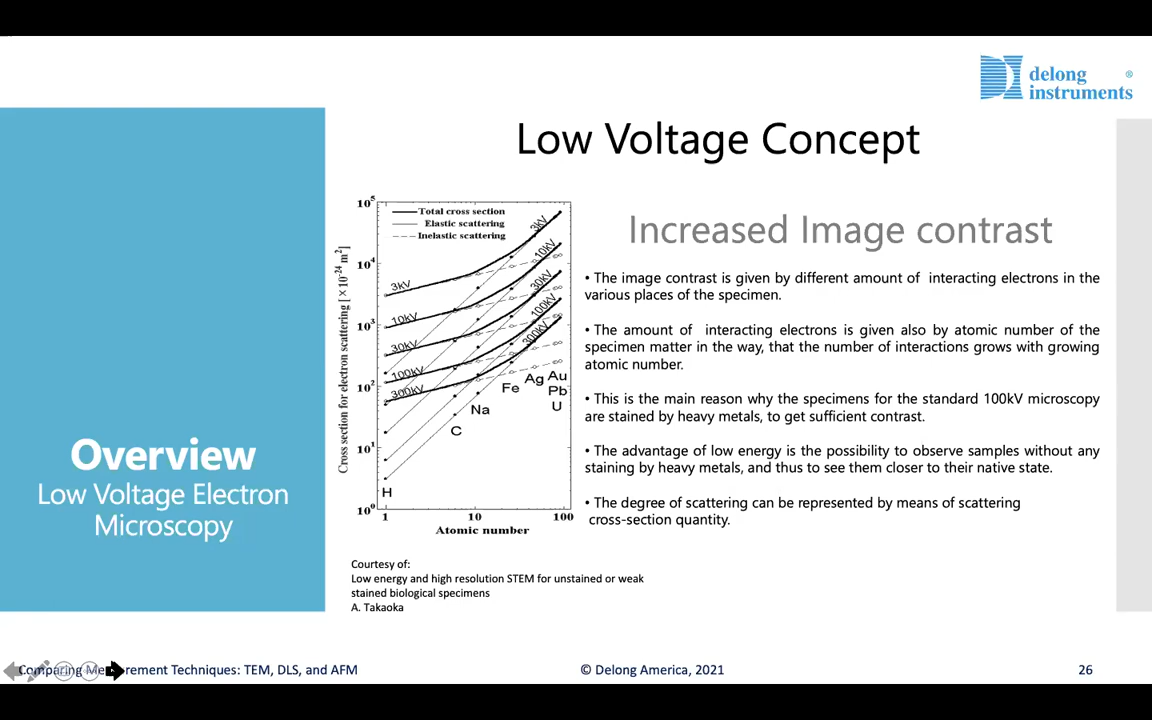 delong ®
instruments
Low Voltage Concept
Increased Image contrast
Overview
Low Voltage Electron
Microscopy
Total cross section
Elastic scattering
Inelastic scattering
Cross section for electron scattering [×10⁻²⁴ m²]
10⁵
10⁴
10³
10²
10¹
10⁰
3kV
10kV
30kV
100kV
300kV
3kV
10kV
30kV
100kV
300kV
H
C
Na
Fe
Ag
Au
Pb
U
1
10
100
Atomic number
• The image contrast is given by different amount of interacting electrons in the
various places of the specimen.
• The amount of interacting electrons is given also by atomic number of the
specimen matter in the way, that the number of interactions grows with growing
atomic number.
• This is the main reason why the specimens for the standard 100kV microscopy
are stained by heavy metals, to get sufficient contrast.
• The advantage of low energy is the possibility to observe samples without any
staining by heavy metals, and thus to see them closer to their native state.
• The degree of scattering can be represented by means of scattering
cross-section quantity.
Courtesy of:
Low energy and high resolution STEM for unstained or weak
stained biological specimens
A. Takaoka
Comparing Measurement Techniques: TEM, DLS, and AFM
© Delong America, 2021
26